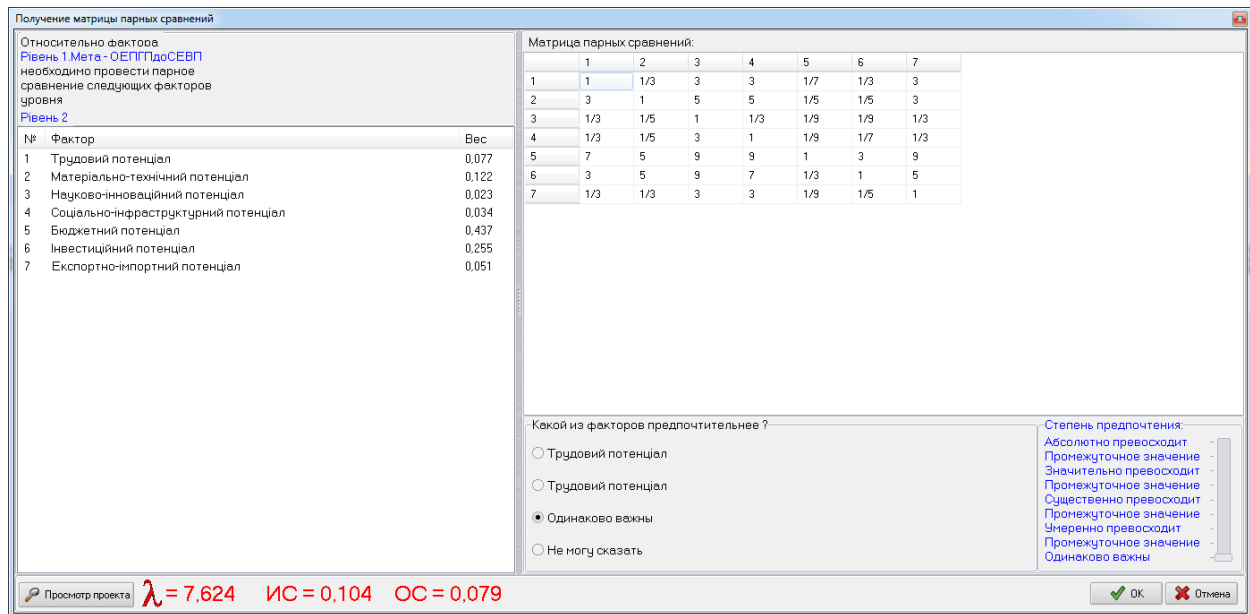 Получение матрицы парных сравнений
Относительно фактора
Рівень 1.Мета - ОЕПГПдоСЕВП
необходимо провести парное
сравнение следующих факторов
уровня
Рівень 2
№ Фактор Вес
1 Трудовий потенціал 0,077
2 Матеріально-технічний потенціал 0,122
3 Науково-інноваційний потенціал 0,023
4 Соціально-інфраструктурний потенціал 0,034
5 Бюджетний потенціал 0,437
6 Інвестиційний потенціал 0,255
7 Експортно-імпортний потенціал 0,051
Матрица парных сравнений:
1 2 3 4 5 6 7
1 1 1/3 3 3 1/7 1/3 3
2 3 1 5 5 1/5 1/5 3
3 1/3 1/5 1 1/3 1/9 1/9 1/3
4 1/3 1/5 3 1 1/9 1/7 1/3
5 7 5 9 9 1 3 9
6 3 5 9 7 1/3 1 5
7 1/3 1/3 3 3 1/9 1/5 1
Какой из факторов предпочтительнее ?
Трудовий потенціал
Трудовий потенціал
Одинаково важны
Не могу сказать
Степень предпочтения:
Абсолютно превосходит
Промежуточное значение
Значительно превосходит
Промежуточное значение
Существенно превосходит
Промежуточное значение
Умеренно превосходит
Промежуточное значение
Одинаково важны
Просмотр проекта λ = 7,624 ИС = 0,104 ОС = 0,079
ОК Отмена